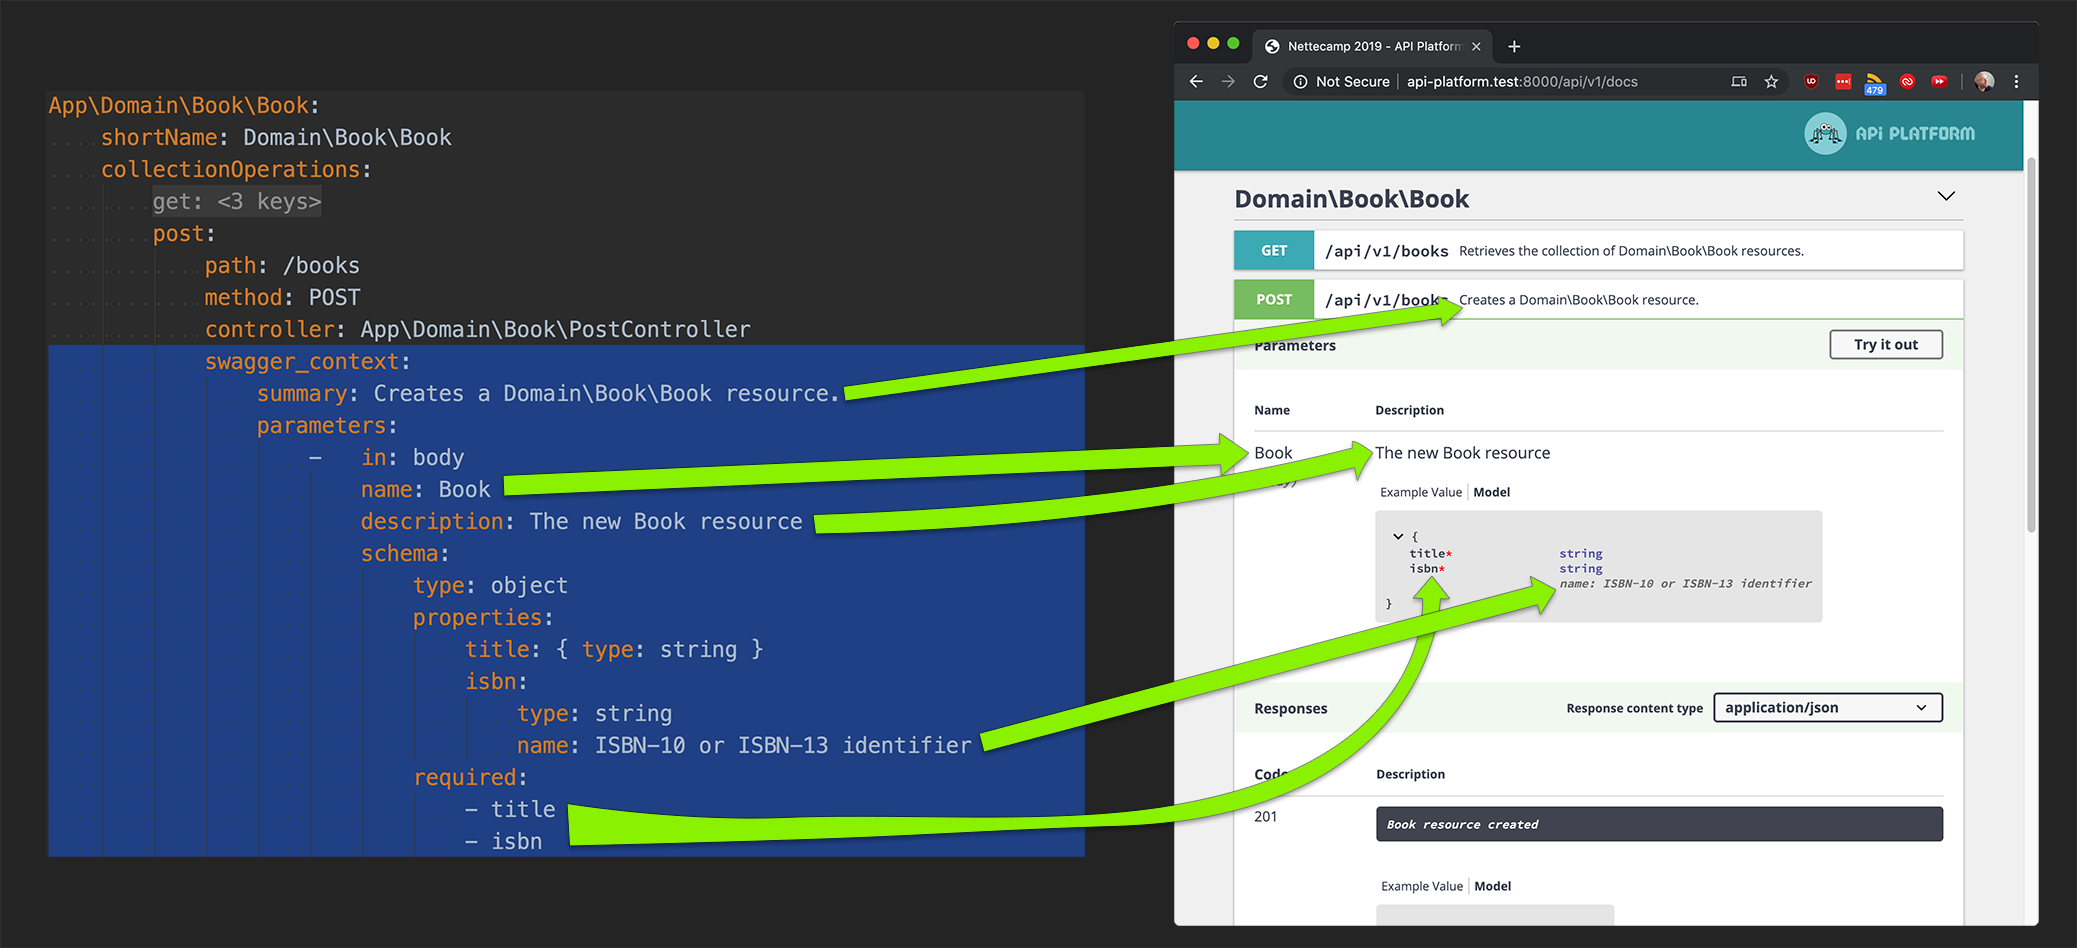 App\Domain\Book\Book:
shortName: Domain\Book\Book
collectionOperations:
get: <3 keys>
post:
path: /books
method: POST
controller: App\Domain\Book\PostController
swagger_context:
summary: Creates a Domain\Book\Book resource.
parameters:
- in: body
name: Book
description: The new Book resource
schema:
type: object
properties:
title: { type: string }
isbn:
type: string
name: ISBN-10 or ISBN-13 identifier
required:
- title
- isbn
Nettecamp 2019 - API Platform
Not Secure | api-platform.test:8000/api/v1/docs
479
API PLATFORM
Domain\Book\Book
GET /api/v1/books Retrieves the collection of Domain\Book\Book resources.
POST /api/v1/books Creates a Domain\Book\Book resource.
Parameters
Try it out
Name Description
Book The new Book resource
Example Value | Model
{
title* string
isbn* string
name: ISBN-10 or ISBN-13 identifier
}
Responses Response content type application/json
Code Description
201 Book resource created
Example Value | Model